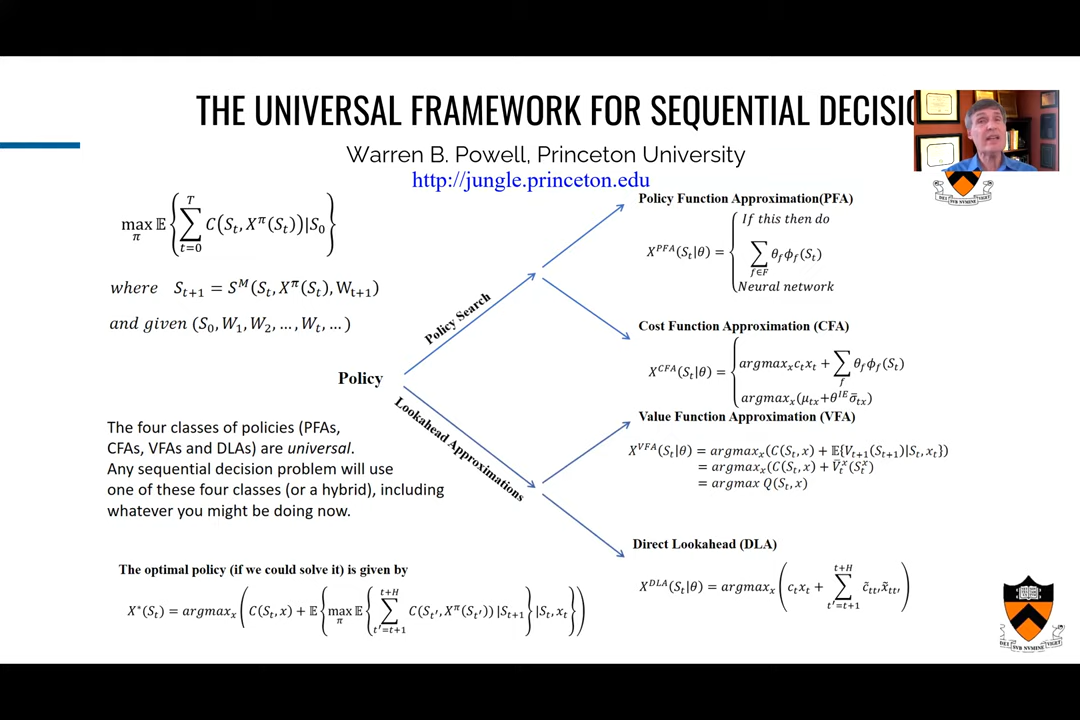 THE UNIVERSAL FRAMEWORK FOR SEQUENTIAL DECISIO
Warren B. Powell, Princeton University
http://jungle.princeton.edu
max_π 𝔼 { ∑_{t=0}^{T} C(S_t, X^π(S_t)) | S_0 }
where S_{t+1} = S^M(S_t, X^π(S_t), W_{t+1})
and given (S_0, W_1, W_2, … , W_t, … )
Policy
Policy Search
Lookahead Approximations
Policy Function Approximation(PFA)
X^{PFA}(S_t|θ) = { If this then do
∑_{f∈F} θ_f ϕ_f(S_t)
Neural network
Cost Function Approximation (CFA)
X^{CFA}(S_t|θ) = { argmax_x c_t x_t + ∑_f θ_f ϕ_f(S_t)
argmax_x(μ_{tx}+θ^{IE} σ̄_{tx})
Value Function Approximation (VFA)
X^{VFA}(S_t|θ) = argmax_x(C(S_t, x) + 𝔼{V_{t+1}(S_{t+1})|S_t, x_t})
= argmax_x(C(S_t, x) + V̄_t^x(S_t^x)
= argmax Q(S_t, x)
Direct Lookahead (DLA)
X^{DLA}(S_t|θ) = argmax_x ( c_t x_t + ∑_{t'=t+1}^{t+H} c̃_{tt'} x̃_{tt'} )
The four classes of policies (PFAs,
CFAs, VFAs and DLAs) are universal.
Any sequential decision problem will use
one of these four classes (or a hybrid), including
whatever you might be doing now.
The optimal policy (if we could solve it) is given by
X^*(S_t) = argmax_x ( C(S_t, x) + 𝔼 { max_π 𝔼 { ∑_{t'=t+1}^{t+H} C(S_{t'}, X^π(S_{t'})) |S_{t+1} } |S_t, x_t } )